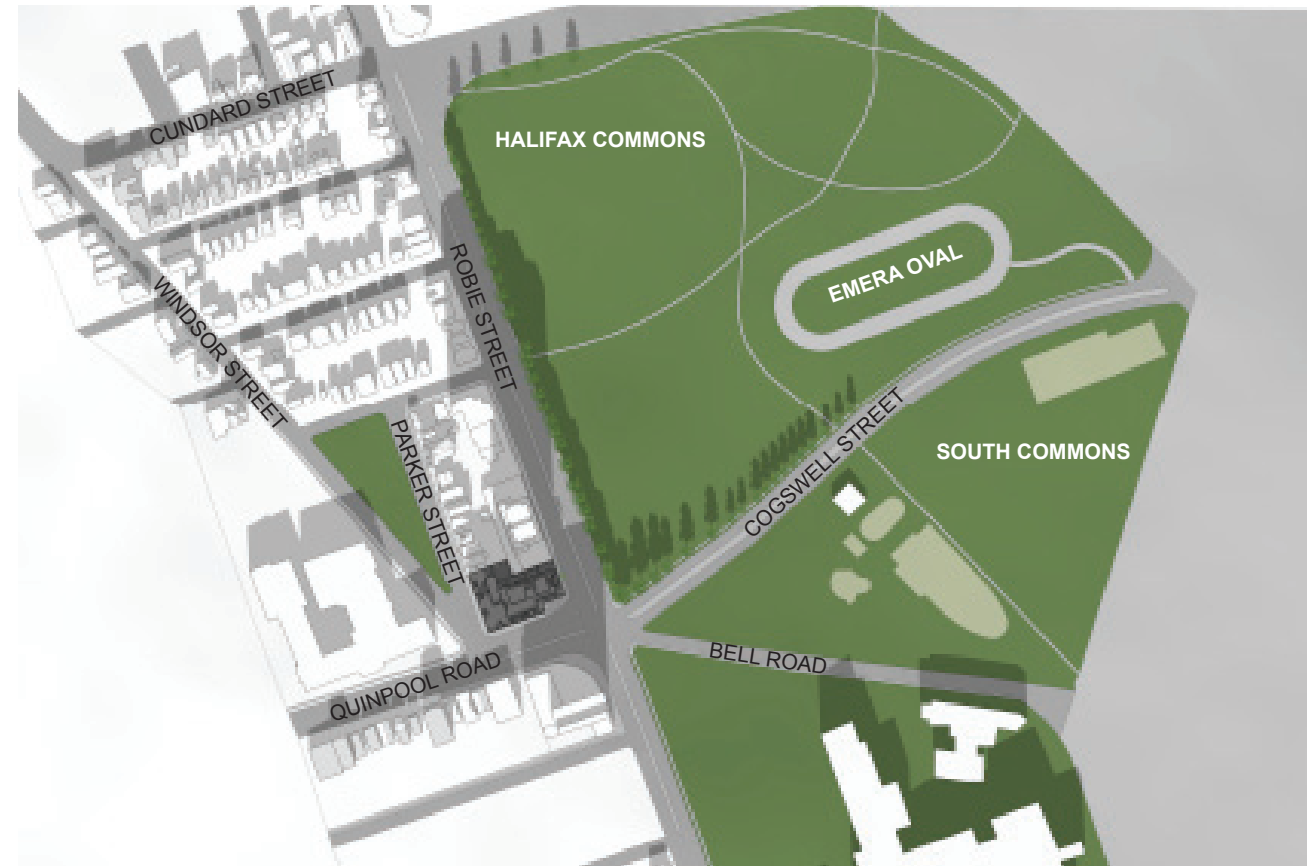 CUNDARD STREET
HALIFAX COMMONS
ROBIE STREET
EMERA OVAL
WINDSOR STREET
PARKER STREET
COGSWELL STREET
SOUTH COMMONS
BELL ROAD
QUINPOOL ROAD